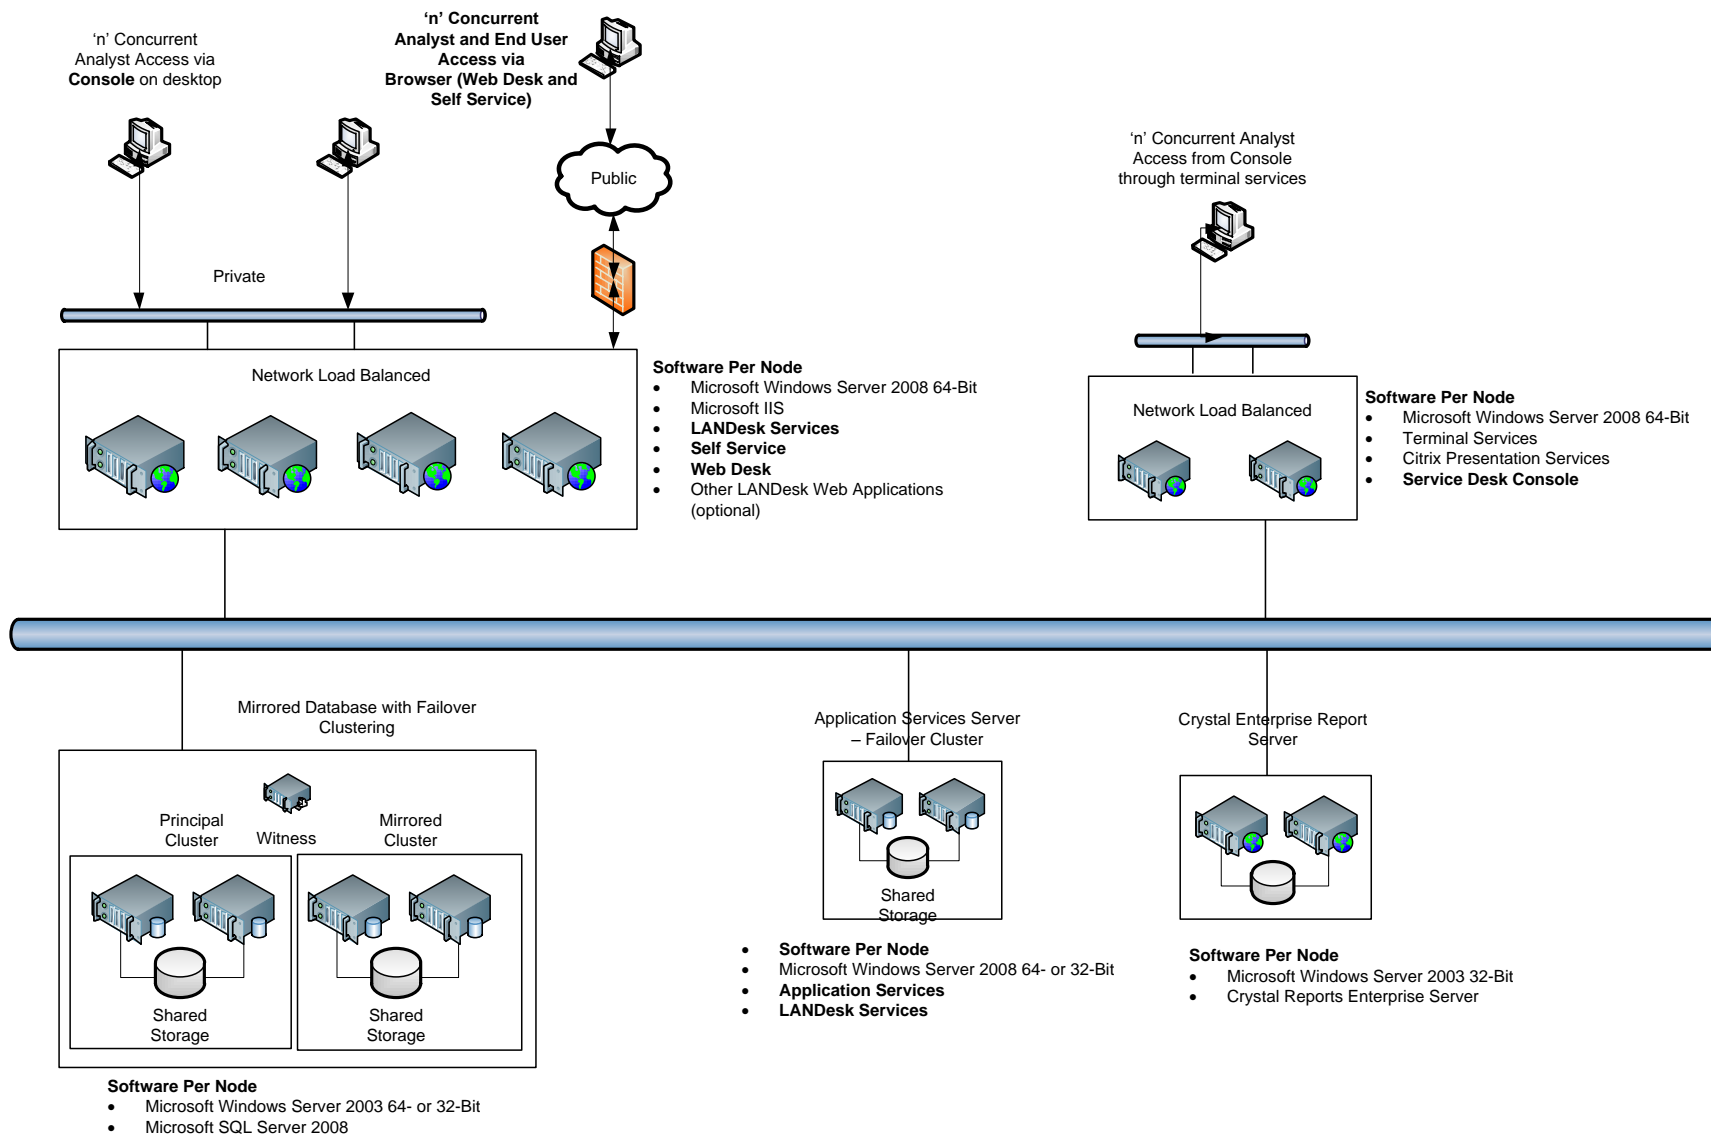 ‘n’ Concurrent
Analyst Access via
Console on desktop
‘n’ Concurrent
Analyst and End User
Access via
Browser (Web Desk and
Self Service)
Public
‘n’ Concurrent Analyst
Access from Console
through terminal services
Private
Network Load Balanced
Software Per Node
• Microsoft Windows Server 2008 64-Bit
• Microsoft IIS
• LANDesk Services
• Self Service
• Web Desk
• Other LANDesk Web Applications
(optional)
Network Load Balanced
Software Per Node
• Microsoft Windows Server 2008 64-Bit
• Terminal Services
• Citrix Presentation Services
• Service Desk Console
Mirrored Database with Failover
Clustering
Principal
Cluster
Witness
Mirrored
Cluster
Shared
Storage
Shared
Storage
Software Per Node
• Microsoft Windows Server 2003 64- or 32-Bit
• Microsoft SQL Server 2008
Application Services Server
– Failover Cluster
Shared
Storage
• Software Per Node
• Microsoft Windows Server 2008 64- or 32-Bit
• Application Services
• LANDesk Services
Crystal Enterprise Report
Server
Software Per Node
• Microsoft Windows Server 2003 32-Bit
• Crystal Reports Enterprise Server